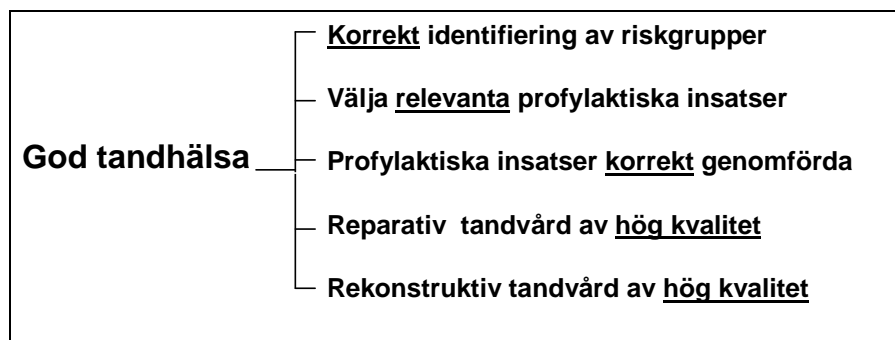 Korrekt identifiering av riskgrupper
Välja relevanta profylaktiska insatser
God tandhälsa
Profylaktiska insatser korrekt genomförda
Reparativ tandvård av hög kvalitet
Rekonstruktiv tandvård av hög kvalitet